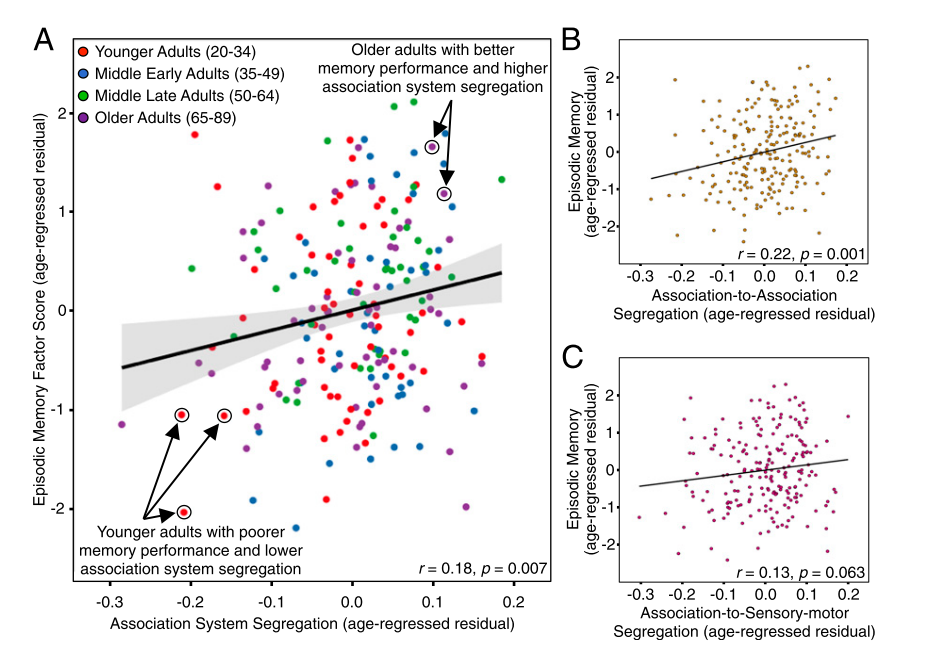 A
Younger Adults (20-34)
Middle Early Adults (35-49)
Middle Late Adults (50-64)
Older Adults (65-89)
Older adults with better
memory performance and higher
association system segregation
Younger adults with poorer
memory performance and lower
association system segregation
r = 0.18, p = 0.007
Episodic Memory Factor Score (age-regressed residual)
2
1
0
-1
-2
-0.3 -0.2 -0.1 0.0 0.1 0.2
Association System Segregation (age-regressed residual)
B
Episodic Memory
(age-regressed residual)
2
1
0
-1
-2
r = 0.22, p = 0.001
-0.3 -0.2 -0.1 0.0 0.1 0.2
Association-to-Association
Segregation (age-regressed residual)
C
Episodic Memory
(age-regressed residual)
2
1
0
-1
-2
r = 0.13, p = 0.063
-0.3 -0.2 -0.1 0.0 0.1 0.2
Association-to-Sensory-motor
Segregation (age-regressed residual)